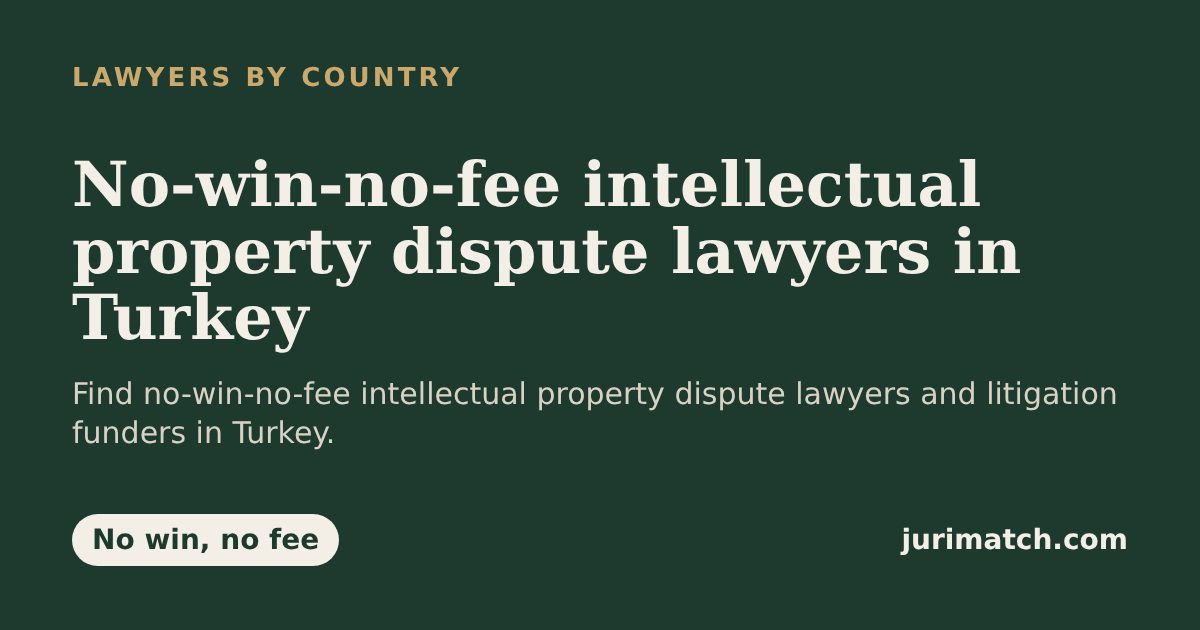 LAWYERS BY COUNTRY
No-win-no-fee intellectual
property dispute lawyers in
Turkey
Find no-win-no-fee intellectual property dispute lawyers and litigation
funders in Turkey.
No win, no fee
jurimatch.com